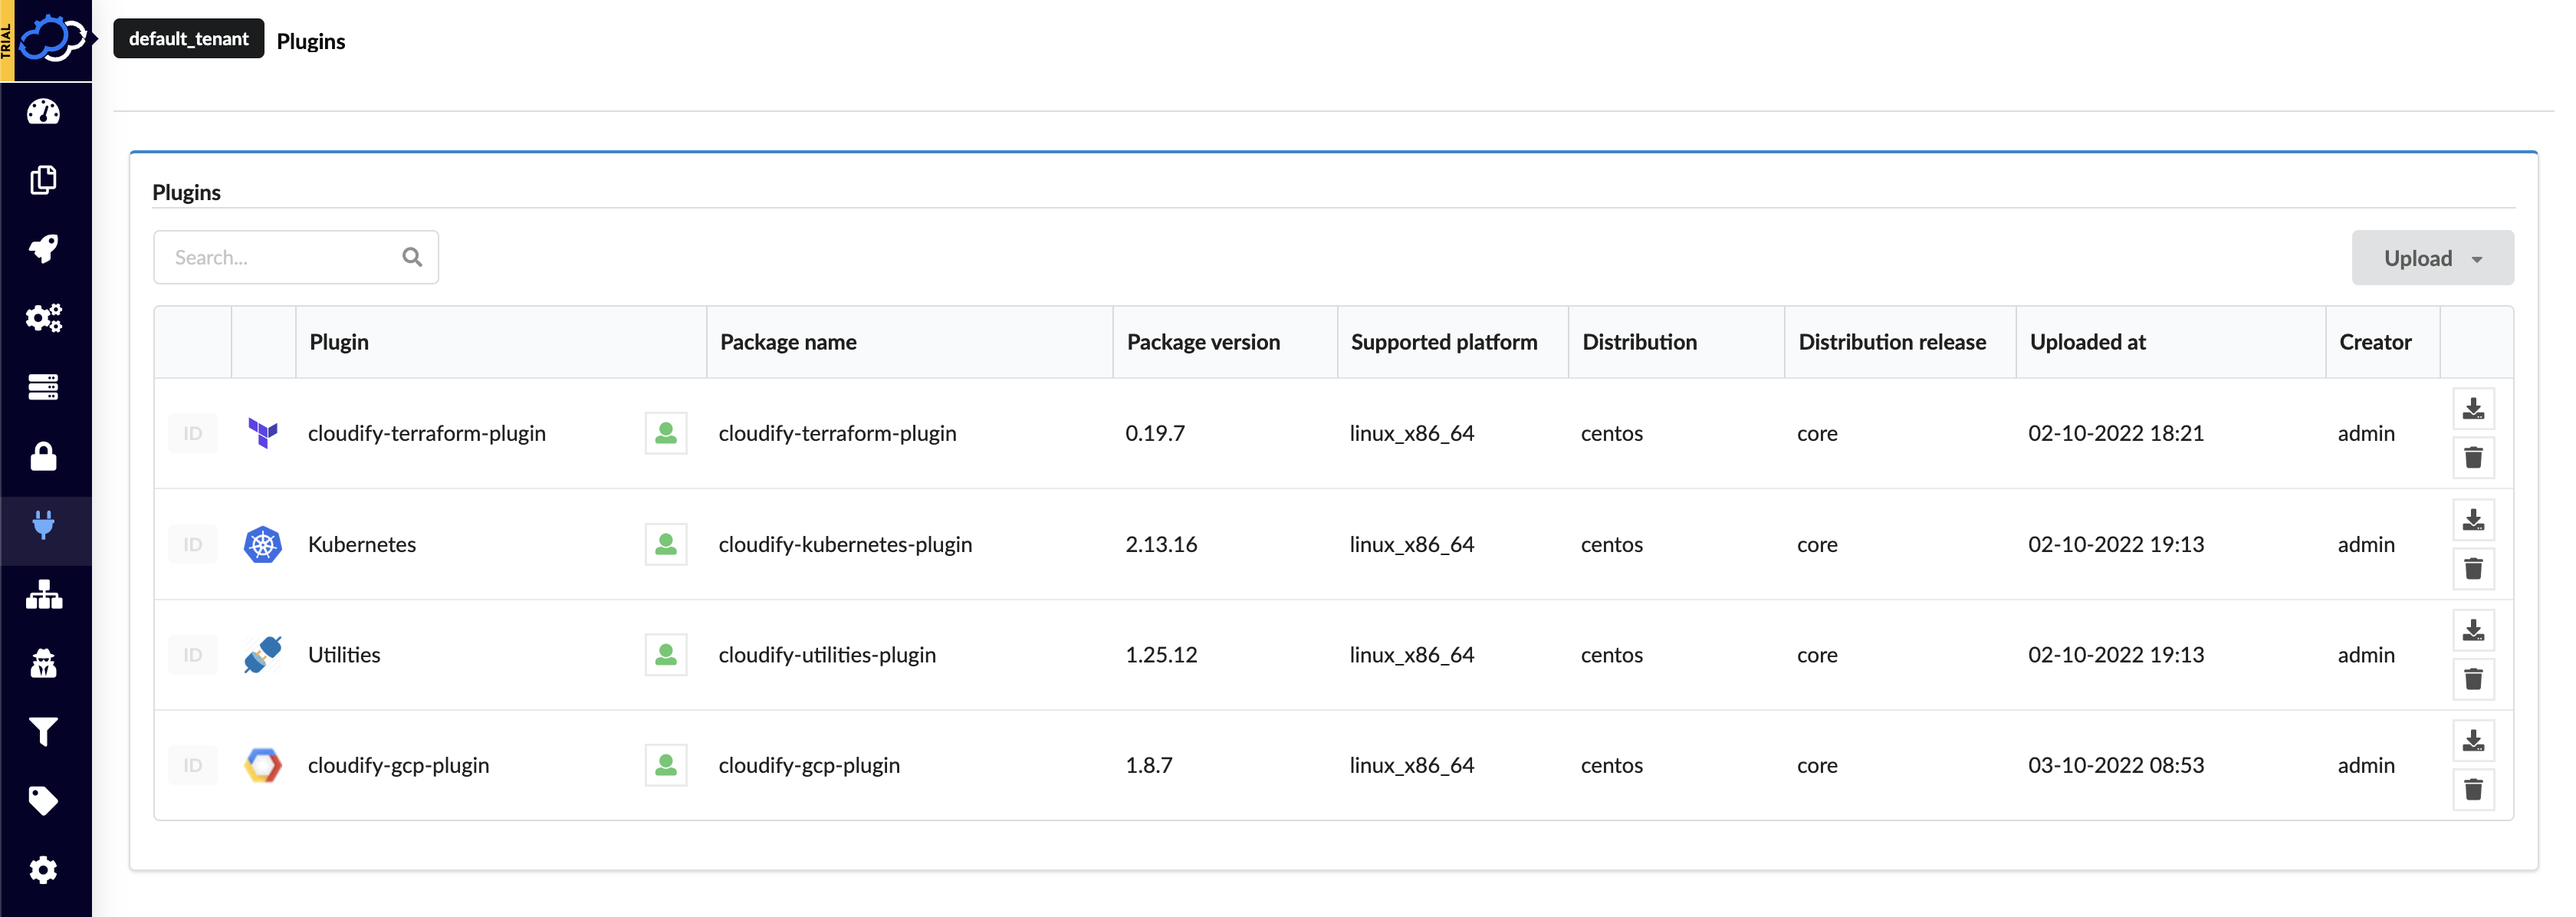 TRIAL
default_tenant Plugins
Plugins
Search...
Upload
Plugin Package name Package version Supported platform Distribution Distribution release Uploaded at Creator
ID cloudify-terraform-plugin cloudify-terraform-plugin 0.19.7 linux_x86_64 centos core 02-10-2022 18:21 admin
ID Kubernetes cloudify-kubernetes-plugin 2.13.16 linux_x86_64 centos core 02-10-2022 19:13 admin
ID Utilities cloudify-utilities-plugin 1.25.12 linux_x86_64 centos core 02-10-2022 19:13 admin
ID cloudify-gcp-plugin cloudify-gcp-plugin 1.8.7 linux_x86_64 centos core 03-10-2022 08:53 admin